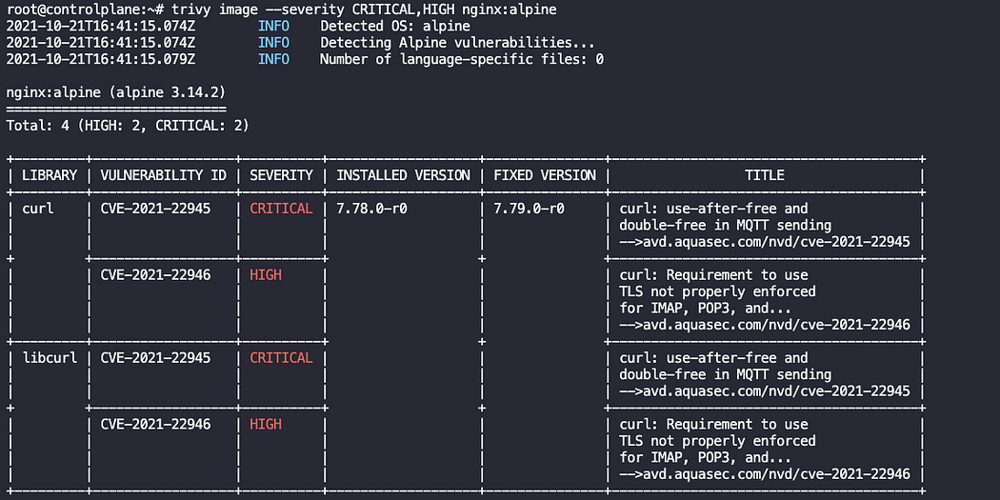 root@controlplane:~# trivy image --severity CRITICAL,HIGH nginx:alpine
2021-10-21T16:41:15.074Z        INFO    Detected OS: alpine
2021-10-21T16:41:15.074Z        INFO    Detecting Alpine vulnerabilities...
2021-10-21T16:41:15.079Z        INFO    Number of language-specific files: 0
nginx:alpine (alpine 3.14.2)
============================
Total: 4 (HIGH: 2, CRITICAL: 2)
+---------+------------------+----------+-------------------+---------------+---------------------------------------+
| LIBRARY | VULNERABILITY ID | SEVERITY | INSTALLED VERSION | FIXED VERSION |                 TITLE                 |
+---------+------------------+----------+-------------------+---------------+---------------------------------------+
| curl    | CVE-2021-22945   | CRITICAL | 7.78.0-r0         | 7.79.0-r0     | curl: use-after-free and              |
|         |                  |          |                   |               | double-free in MQTT sending           |
|         |                  |          |                   |               | -->avd.aquasec.com/nvd/cve-2021-22945 |
+         +------------------+----------+                   +               +---------------------------------------+
|         | CVE-2021-22946   | HIGH     |                   |               | curl: Requirement to use              |
|         |                  |          |                   |               | TLS not properly enforced             |
|         |                  |          |                   |               | for IMAP, POP3, and...                |
|         |                  |          |                   |               | -->avd.aquasec.com/nvd/cve-2021-22946 |
+---------+------------------+----------+                   +               +---------------------------------------+
| libcurl | CVE-2021-22945   | CRITICAL |                   |               | curl: use-after-free and              |
|         |                  |          |                   |               | double-free in MQTT sending           |
|         |                  |          |                   |               | -->avd.aquasec.com/nvd/cve-2021-22945 |
+         +------------------+----------+                   +               +---------------------------------------+
|         | CVE-2021-22946   | HIGH     |                   |               | curl: Requirement to use              |
|         |                  |          |                   |               | TLS not properly enforced             |
|         |                  |          |                   |               | for IMAP, POP3, and...                |
|         |                  |          |                   |               | -->avd.aquasec.com/nvd/cve-2021-22946 |
+---------+------------------+----------+-------------------+---------------+---------------------------------------+